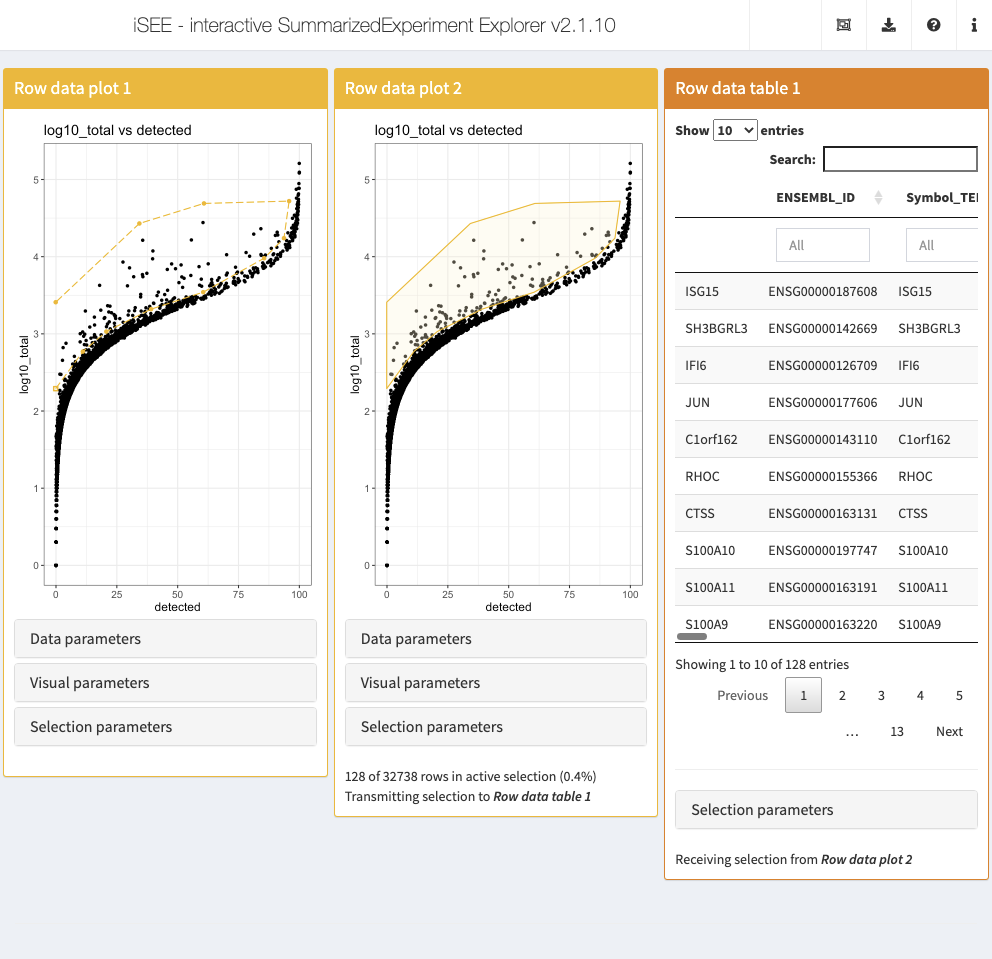 iSEE - interactive SummarizedExperiment Explorer v2.1.10
Row data plot 1
log10_total vs detected
log10_total
5
4
3
2
1
0
0 25 50 75 100
detected
Data parameters
Visual parameters
Selection parameters
Row data plot 2
log10_total vs detected
log10_total
5
4
3
2
1
0
0 25 50 75 100
detected
Data parameters
Visual parameters
Selection parameters
128 of 32738 rows in active selection (0.4%)
Transmitting selection to Row data table 1
Row data table 1
Show 10 entries
Search:
ENSEMBL_ID Symbol_TE
All All
ISG15 ENSG00000187608 ISG15
SH3BGRL3 ENSG00000142669 SH3BGRL3
IFI6 ENSG00000126709 IFI6
JUN ENSG00000177606 JUN
C1orf162 ENSG00000143110 C1orf162
RHOC ENSG00000155366 RHOC
CTSS ENSG00000163131 CTSS
S100A10 ENSG00000197747 S100A10
S100A11 ENSG00000163191 S100A11
S100A9 ENSG00000163220 S100A9
Showing 1 to 10 of 128 entries
Previous 1 2 3 4 5
… 13 Next
Selection parameters
Receiving selection from Row data plot 2